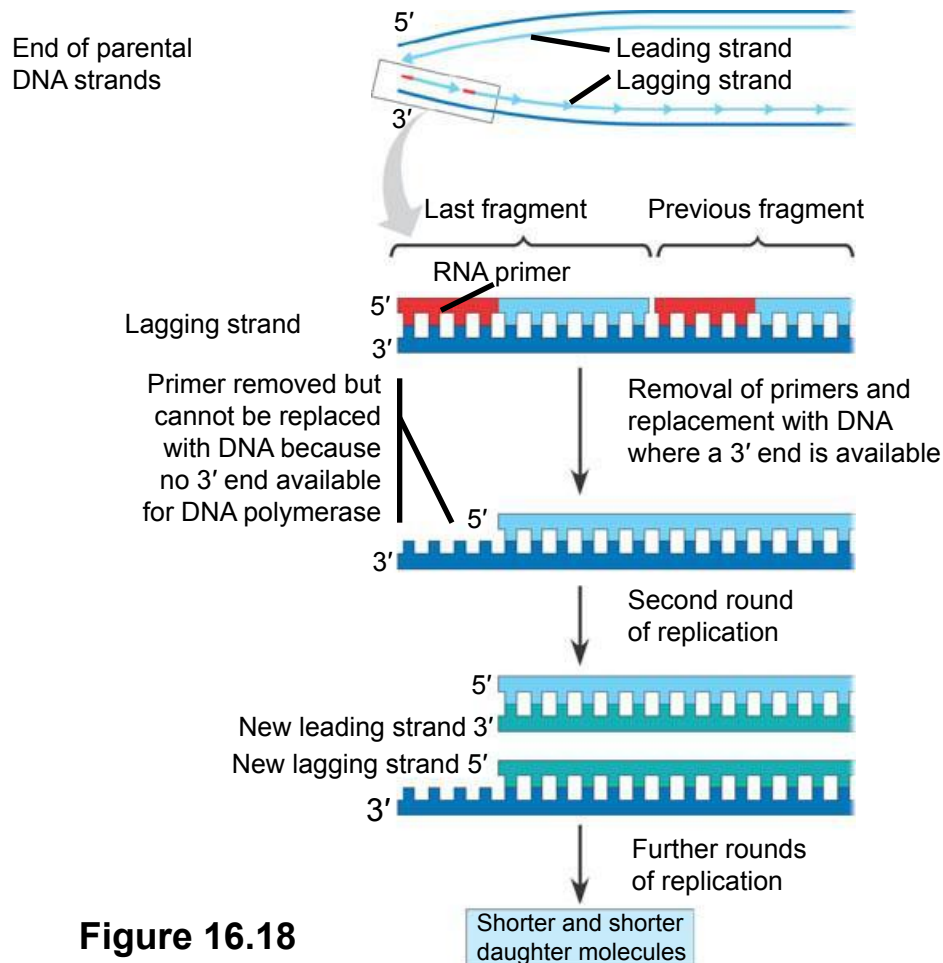 5′
End of parental
DNA strands
Leading strand
Lagging strand
3′
Last fragment
Previous fragment
RNA primer
5′
Lagging strand
3′
Primer removed but
cannot be replaced
with DNA because
no 3′ end available
for DNA polymerase
Removal of primers and
replacement with DNA
where a 3′ end is available
5′
3′
Second round
of replication
5′
New leading strand 3′
New lagging strand 5′
3′
Further rounds
of replication
Figure 16.18
Shorter and shorter
daughter molecules